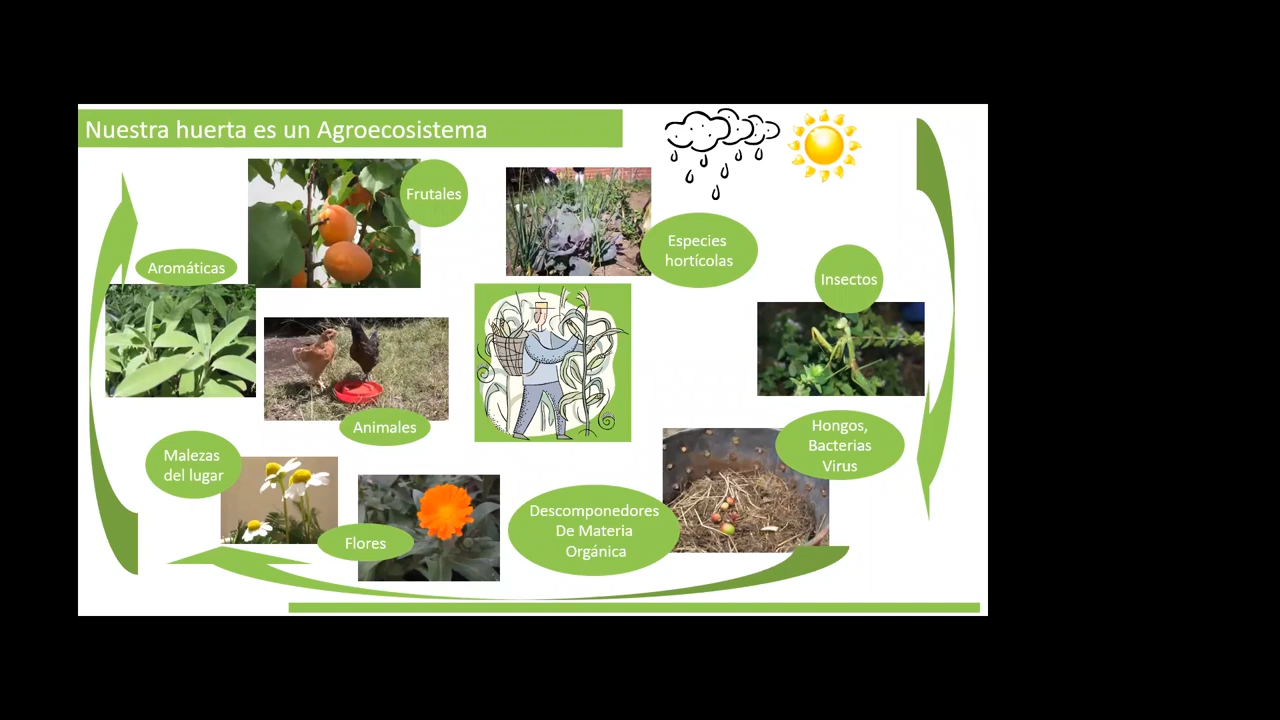 Nuestra huerta es un Agroecosistema
Frutales
Especies
hortícolas
Aromáticas
Insectos
Animales
Hongos,
Bacterias
Virus
Malezas
del lugar
Descomponedores
De Materia
Orgánica
Flores